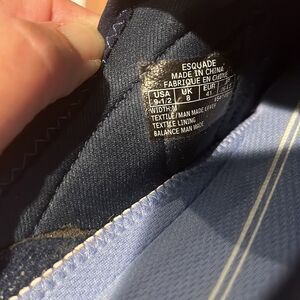 ESQUADE
MADE IN CHINA
FABRIQUE EN CHINE
USA UK EUR
9-1/2 8 41
WIDTH:M
TEXTILE/MAN MADE
TEXTILE LINING
BALANCE MAN MADE